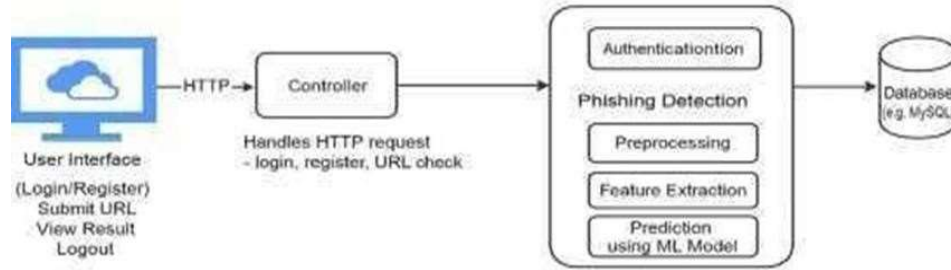 User Interface
(Login/Register)
Submit URL
View Result
Logout
HTTP
Controller
Handles HTTP request
- login, register, URL check
Authenticationtion
Phishing Detection
Preprocessing
Feature Extraction
Prediction
using ML Model
Database
(e.g. MySQL